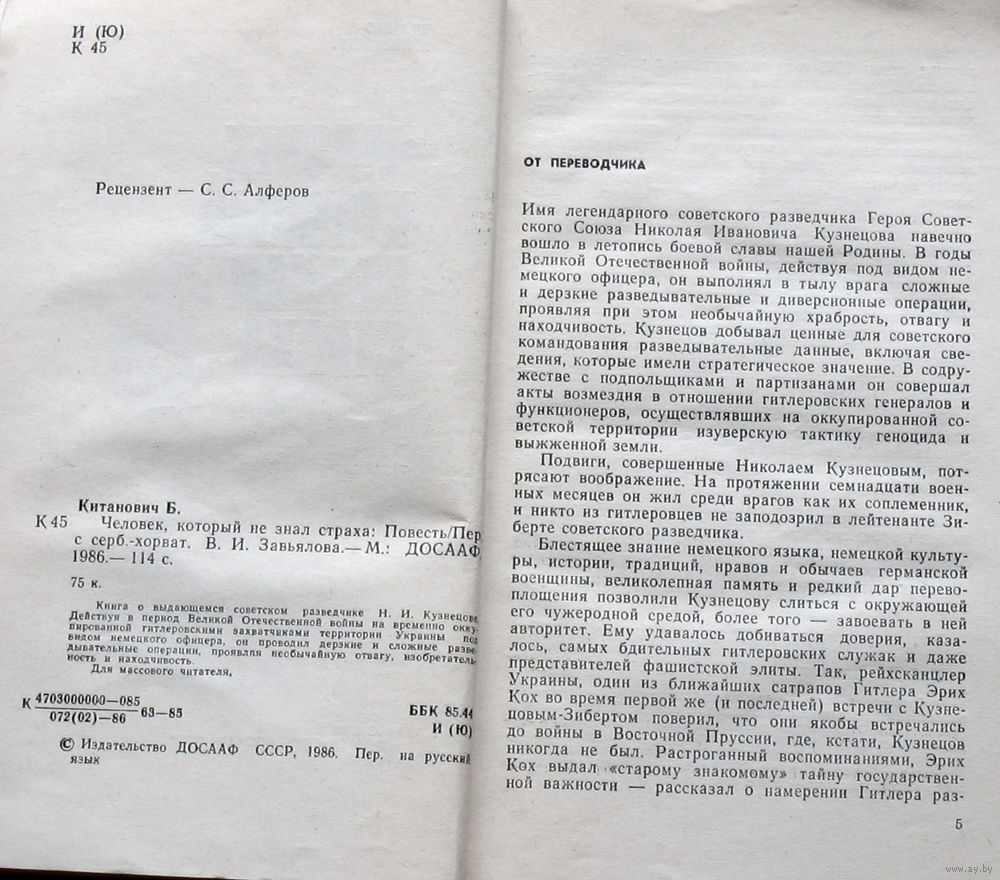 И (Ю)
К 45
Рецензент — С. С. Алферов
Китанович Б.
К 45 Человек, который не знал страха: Повесть/Пер.
с серб.-хорват. В. И. Завьялова.— М.: ДОСААФ,
1986.— 114 с.
75 к.
Книга о выдающемся советском разведчике Н. И. Кузнецове.
Действуя в период Великой Отечественной войны на временно окку-
пированной гитлеровскими захватчиками территории Украины под
видом немецкого офицера, он проводил дерзкие и сложные разве-
дывательные операции, проявляя необычайную отвагу, изобретатель-
ность и находчивость.
Для массового читателя.
К 4703000000—085
072(02)—86 63—85
ББК 85.44
И (Ю)
© Издательство ДОСААФ СССР, 1986. Пер. на русский
язык
ОТ ПЕРЕВОДЧИКА
Имя легендарного советского разведчика Героя Совет-
ского Союза Николая Ивановича Кузнецова навечно
вошло в летопись боевой славы нашей Родины. В годы
Великой Отечественной войны, действуя под видом не-
мецкого офицера, он выполнял в тылу врага сложные
и дерзкие разведывательные и диверсионные операции,
проявляя при этом необычайную храбрость, отвагу и
находчивость. Кузнецов добывал ценные для советского
командования разведывательные данные, включая све-
дения, которые имели стратегическое значение. В содру-
жестве с подпольщиками и партизанами он совершал
акты возмездия в отношении гитлеровских генералов и
функционеров, осуществлявших на оккупированной со-
ветской территории изуверскую тактику геноцида и
выжженной земли.
Подвиги, совершенные Николаем Кузнецовым, пот-
рясают воображение. На протяжении семнадцати воен-
ных месяцев он жил среди врагов как их соплеменник,
и никто из гитлеровцев не заподозрил в лейтенанте Зи-
берте советского разведчика.
Блестящее знание немецкого языка, немецкой культу-
ры, истории, традиций, нравов и обычаев германской
военщины, великолепная память и редкий дар перево-
площения позволили Кузнецову слиться с окружающей
его чужеродной средой, более того — завоевать в ней
авторитет. Ему удавалось добиваться доверия, каза-
лось, самых бдительных гитлеровских служак и даже
представителей фашистской элиты. Так, рейхсканцлер
Украины, один из ближайших сатрапов Гитлера Эрих
Кох во время первой же (и последней) встречи с Кузне-
цовым-Зибертом поверил, что они якобы встречались
до войны в Восточной Пруссии, где, кстати, Кузнецов
никогда не был. Растроганный воспоминаниями, Эрих
Кох выдал «старому знакомому» тайну государствен-
ной важности — рассказал о намерении Гитлера раз-
5
www.ay.by